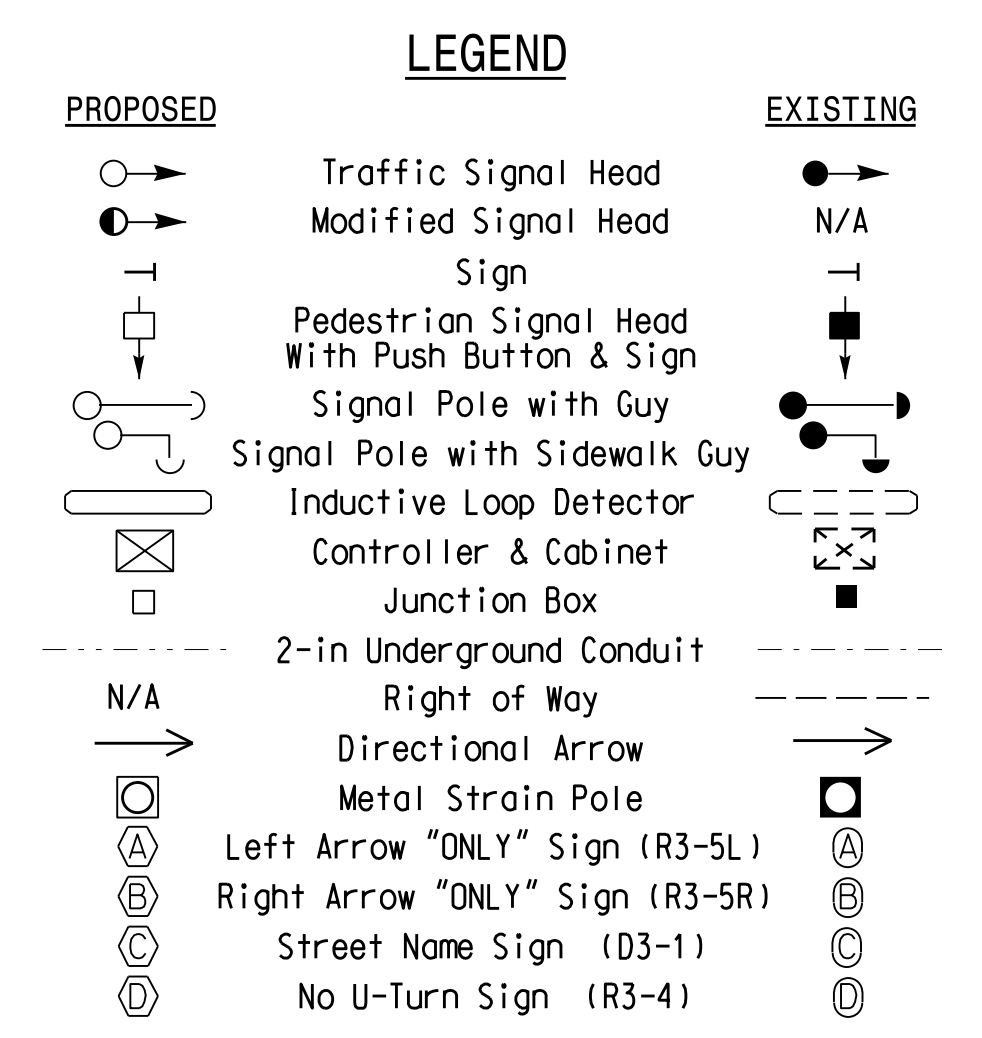 LEGEND
PROPOSED EXISTING
Traffic Signal Head
Modified Signal Head N/A
Sign
Pedestrian Signal Head
With Push Button & Sign
Signal Pole with Guy
Signal Pole with Sidewalk Guy
Inductive Loop Detector
Controller & Cabinet
Junction Box
2-in Underground Conduit
N/A Right of Way
Directional Arrow
Metal Strain Pole
A Left Arrow "ONLY" Sign (R3-5L) A
B Right Arrow "ONLY" Sign (R3-5R) B
C Street Name Sign (D3-1) C
D No U-Turn Sign (R3-4) D